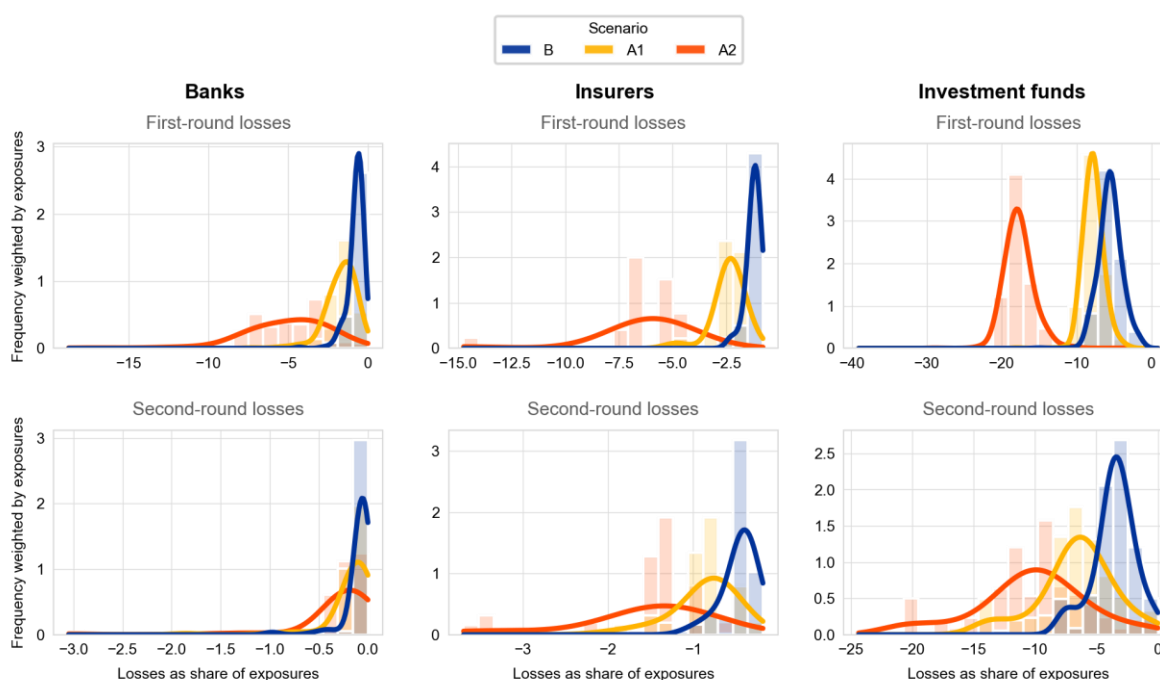 Scenario
B A1 A2
Banks Insurers Investment funds
First-round losses First-round losses First-round losses
Frequency weighted by exposures
3
2
1
0
−15 −10 −5 0
4
3
2
1
0
−15.0 −12.5 −10.0 −7.5 −5.0 −2.5
4
3
2
1
0
−40 −30 −20 −10 0
Second-round losses Second-round losses Second-round losses
Frequency weighted by exposures
3
2
1
0
−3.0 −2.5 −2.0 −1.5 −1.0 −0.5 0.0
3
2
1
0
−3 −2 −1
2.5
2.0
1.5
1.0
0.5
0.0
−25 −20 −15 −10 −5 0
Losses as share of exposures Losses as share of exposures Losses as share of exposures